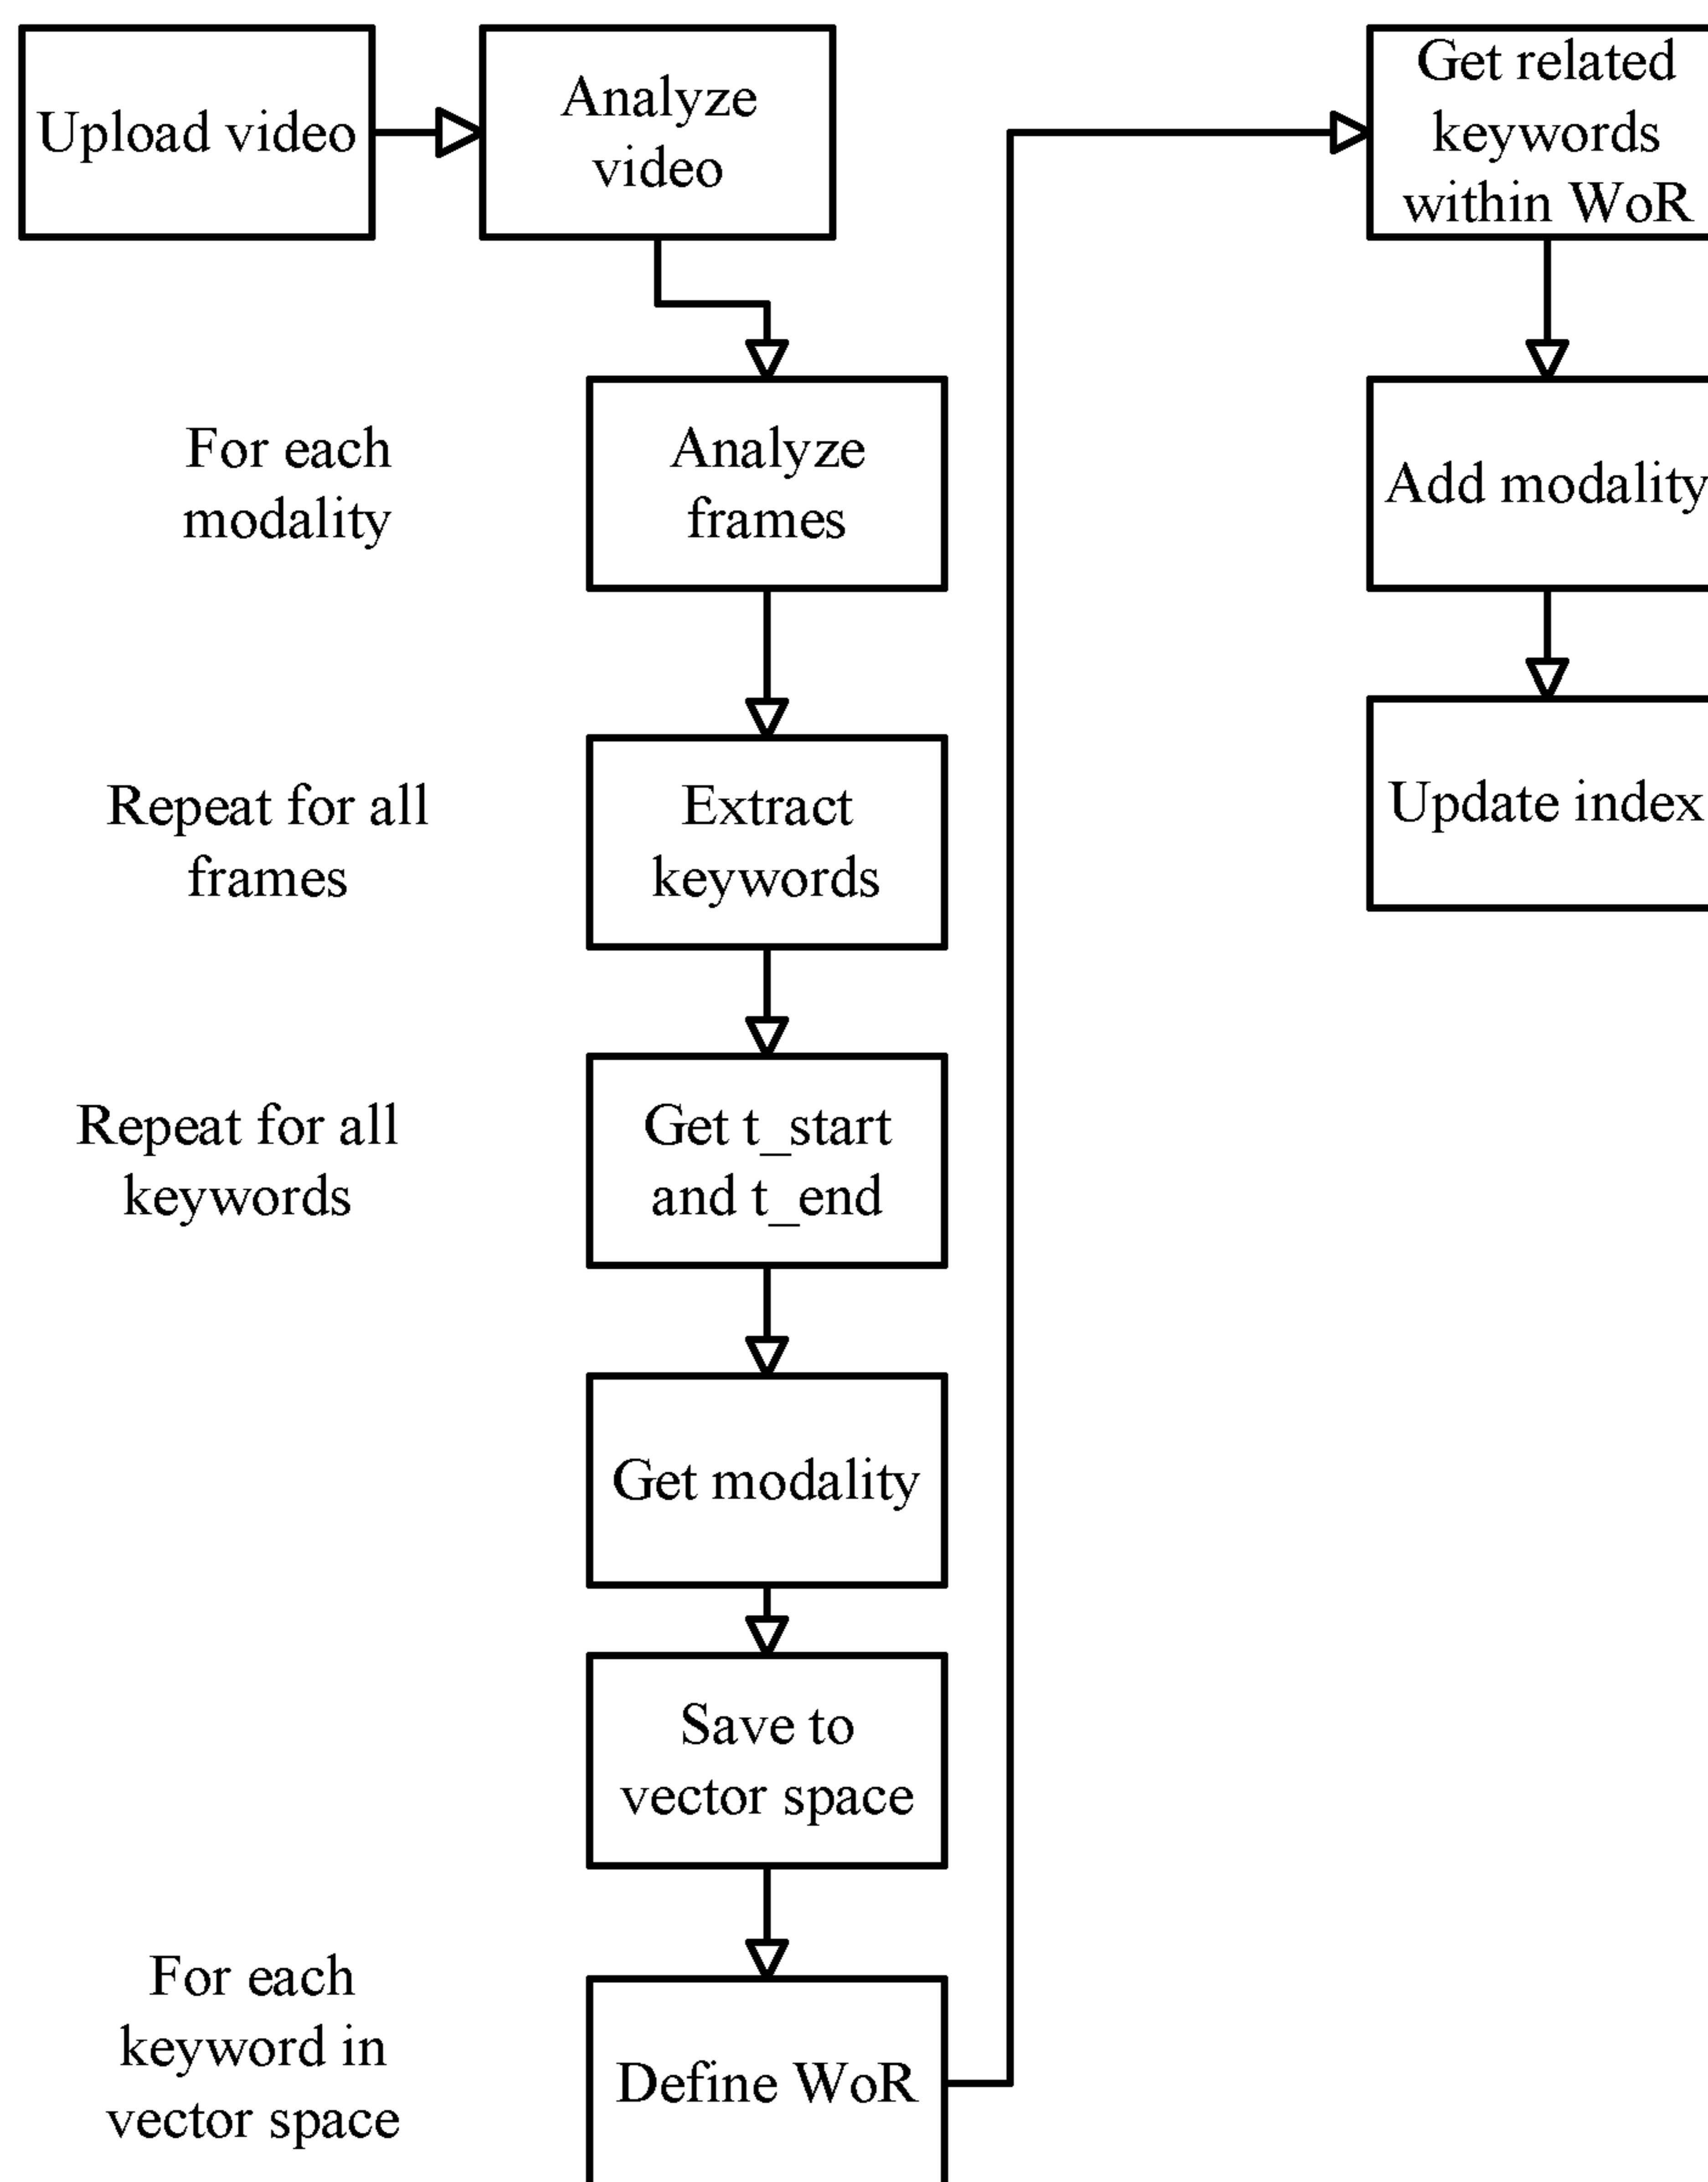 Upload video
Analyze
video
For each
modality
Analyze
frames
Repeat for all
frames
Extract
keywords
Repeat for all
keywords
Get t_start
and t_end
Get modality
Save to
vector space
For each
keyword in
vector space
Define WoR
Get related
keywords
within WoR
Add modality
Update index